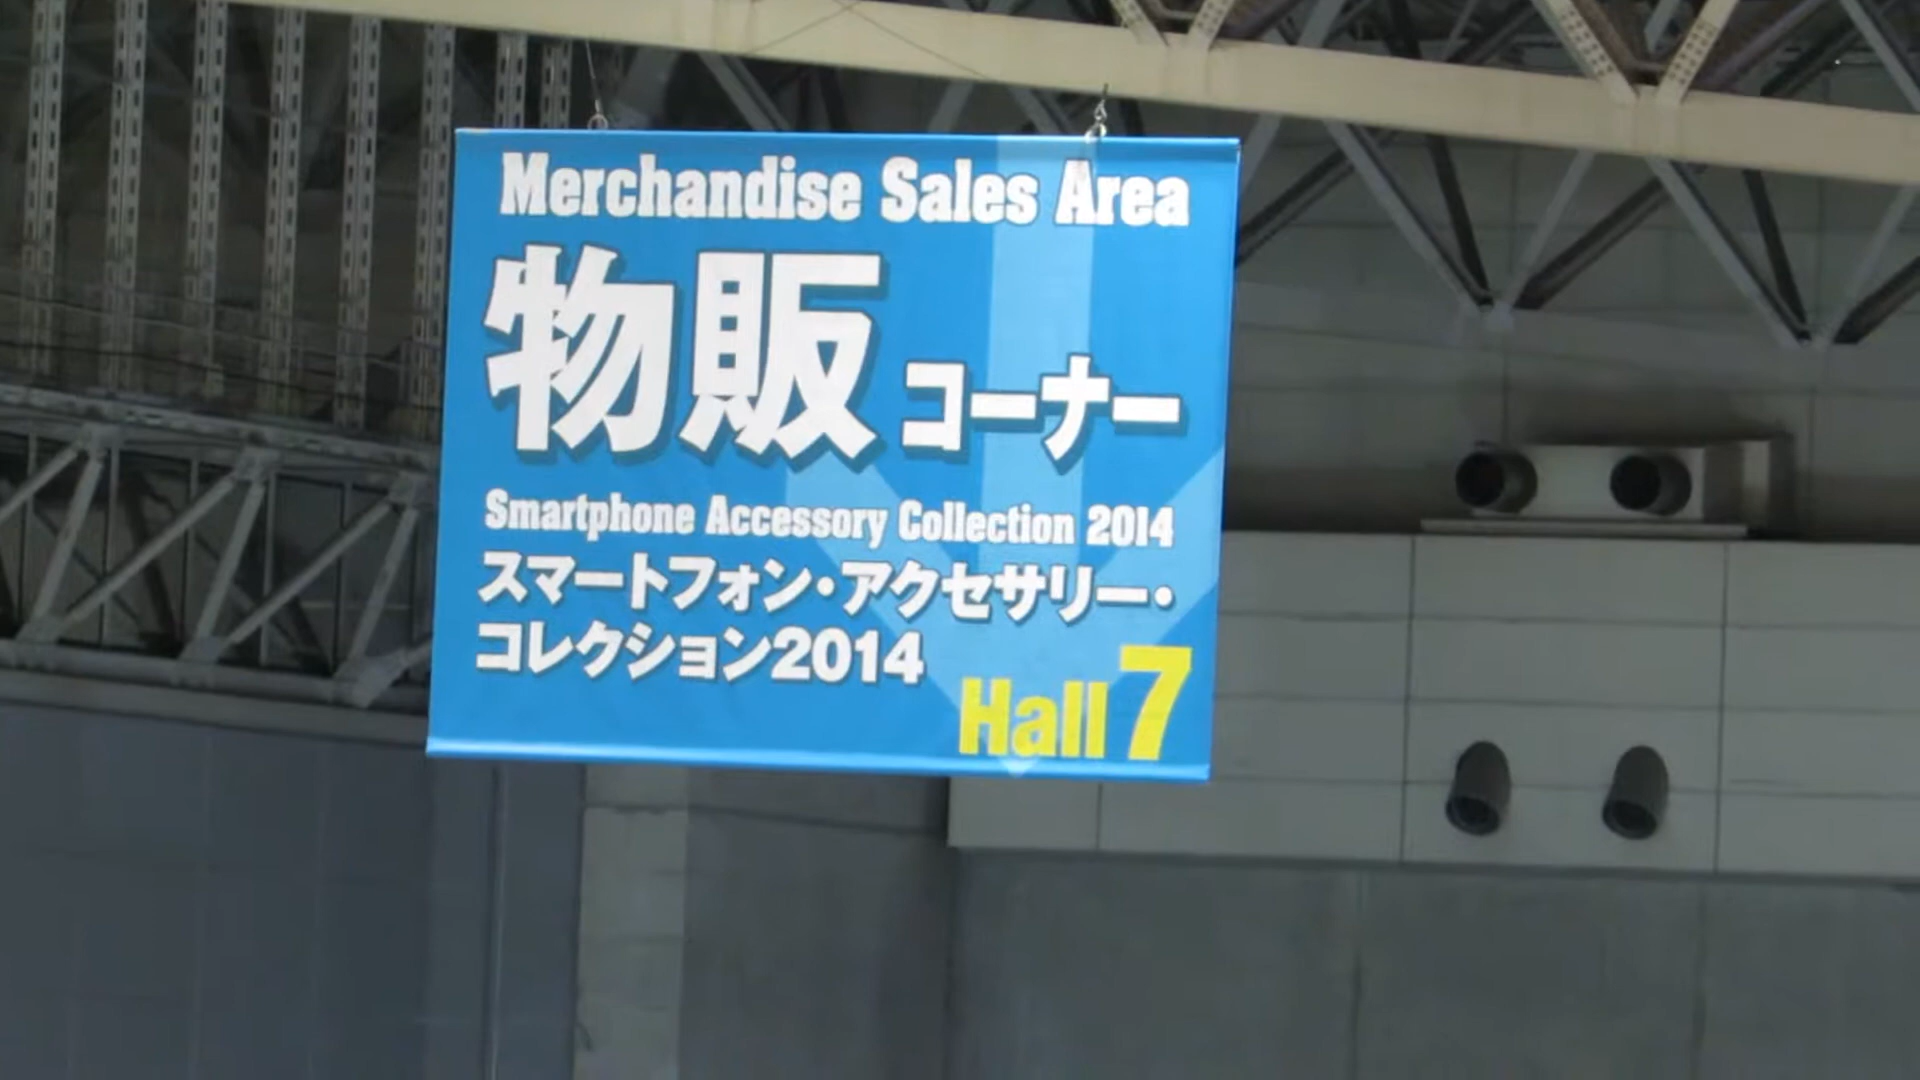 Merchandise Sales Area
物販コーナー
Smartphone Accessory Collection 2014
スマートフォン・アクセサリー・
コレクション2014
Hall 7